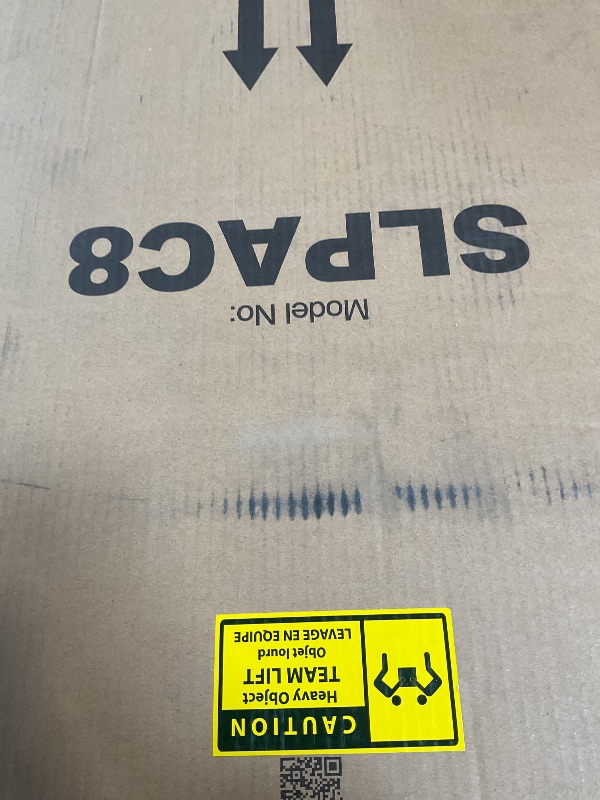 CAUTION
Heavy Object
TEAM LIFT
Objet lourd
LEVAGE EN EQUIPE
Model No:
SLPAC8